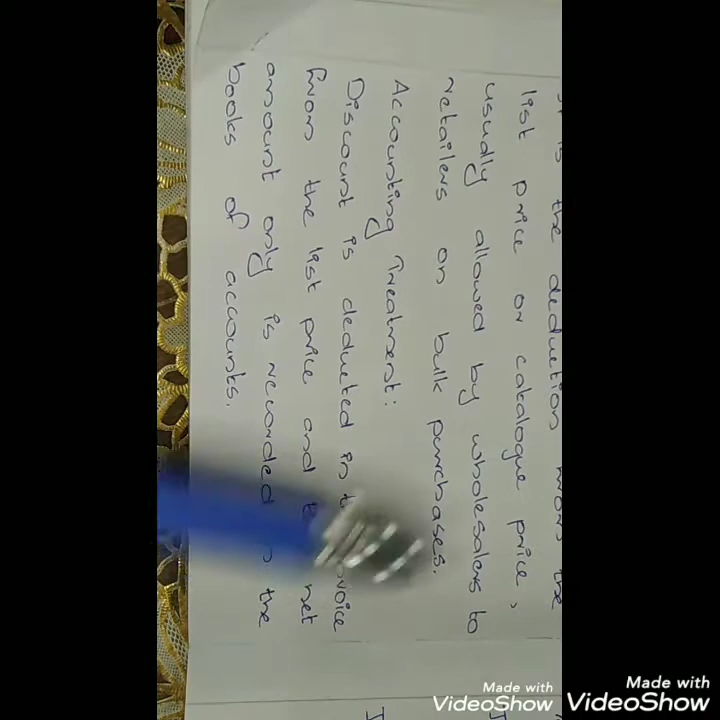 It is the deduction from the
list price or catalogue price,
usually allowed by wholesalers to
retailers on bulk purchases.
Accounting Treatment:
Discount is deducted in invoice
from the list price and net
amount only is recorded the
books of accounts.
Made with
VideoShow
Made with
VideoShow